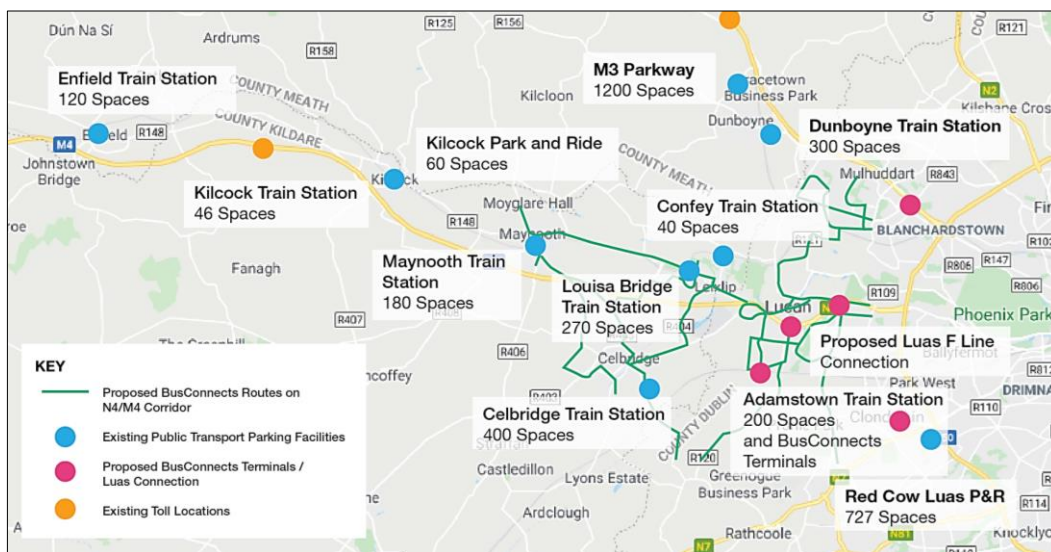 Dún Na Sí
Ardrums
R125
R156
R158
R121
Enfield Train Station
120 Spaces
COUNTY MEATH
COUNTY KILDARE
M3 Parkway
1200 Spaces
Business Park
Kilcloon
N2
Dunboyne
Dunboyne Train Station
300 Spaces
M4
R148
Johnstown
Bridge
Kilcock Park and Ride
60 Spaces
COUNTY MEATH
Mulhuddart
R843
Kilcock Train Station
46 Spaces
Moyglare Hall
R148
Maynooth
Confey Train Station
40 Spaces
BLANCHARDSTOWN
Fanagh
Maynooth Train
Station
180 Spaces
Louisa Bridge
Train Station
270 Spaces
Leixlip
R806
R147
R806
R109
Lucan
Phoenix Park
R407
R406
R404
Celbridge
Proposed Luas F Line
Connection
Ballyfermot
Park West
R110
Celbridge Train Station
400 Spaces
COUNTY DUBLIN
Adamstown Train Station
200 Spaces
and BusConnects
Terminals
R120
Castledillon
Lyons Estate
Greenogue
Business Park
Ardclough
Red Cow Luas P&R
727 Spaces
R114
N7
Rathcoole
N81
KEY
Proposed BusConnects Routes on
N4/M4 Corridor
Existing Public Transport Parking Facilities
Proposed BusConnects Terminals /
Luas Connection
Existing Toll Locations